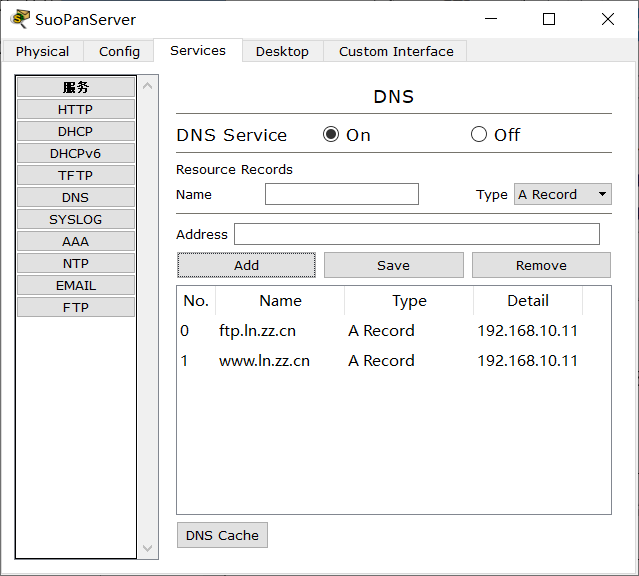 SuoPanServer
Physical Config Services Desktop Custom Interface
服务
HTTP
DHCP
DHCPv6
TFTP
DNS
SYSLOG
AAA
NTP
EMAIL
FTP
DNS
DNS Service On Off
Resource Records
Name Type A Record
Address
Add Save Remove
No. Name Type Detail
0 ftp.ln.zz.cn A Record 192.168.10.11
1 www.ln.zz.cn A Record 192.168.10.11
DNS Cache